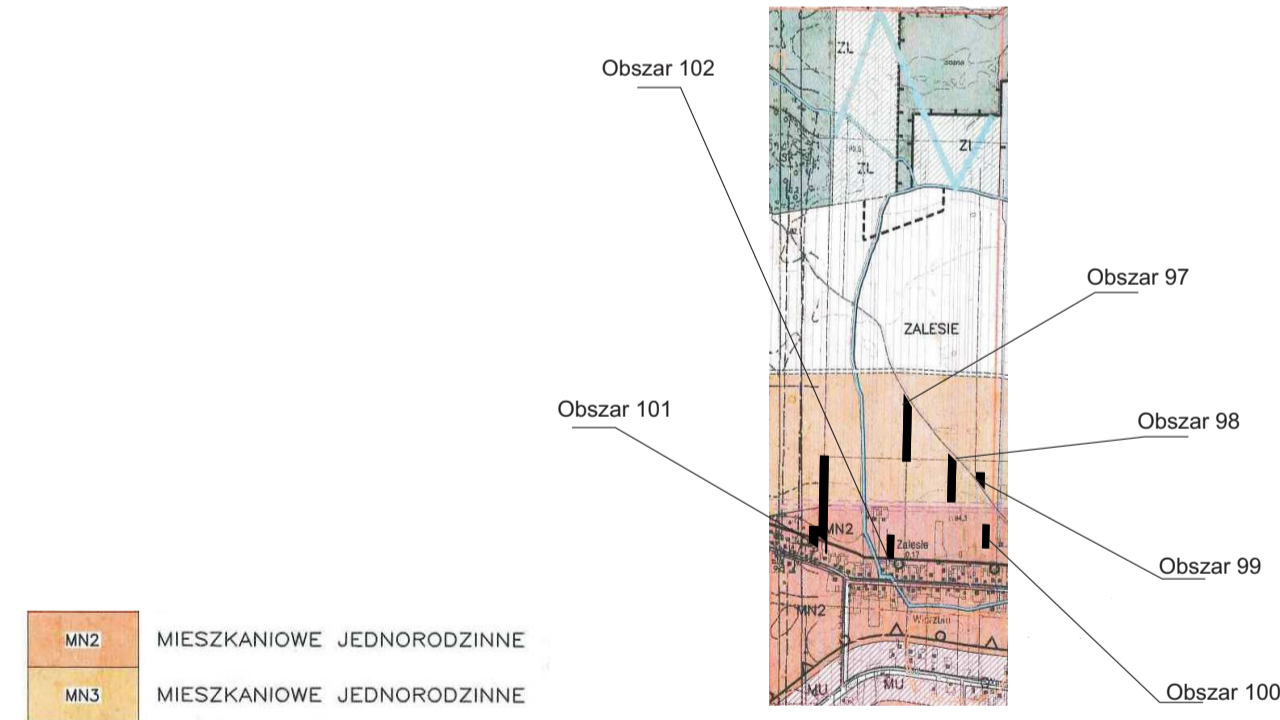 Obszar 102
ZL
ZL
ZL
Obszar 97
ZALESIE
Obszar 101
Obszar 98
MN2
Zalesie
Obszar 99
MN2
MU
MU
Obszar 100
MN2 MIESZKANIOWE JEDNORODZINNE
MN3 MIESZKANIOWE JEDNORODZINNE